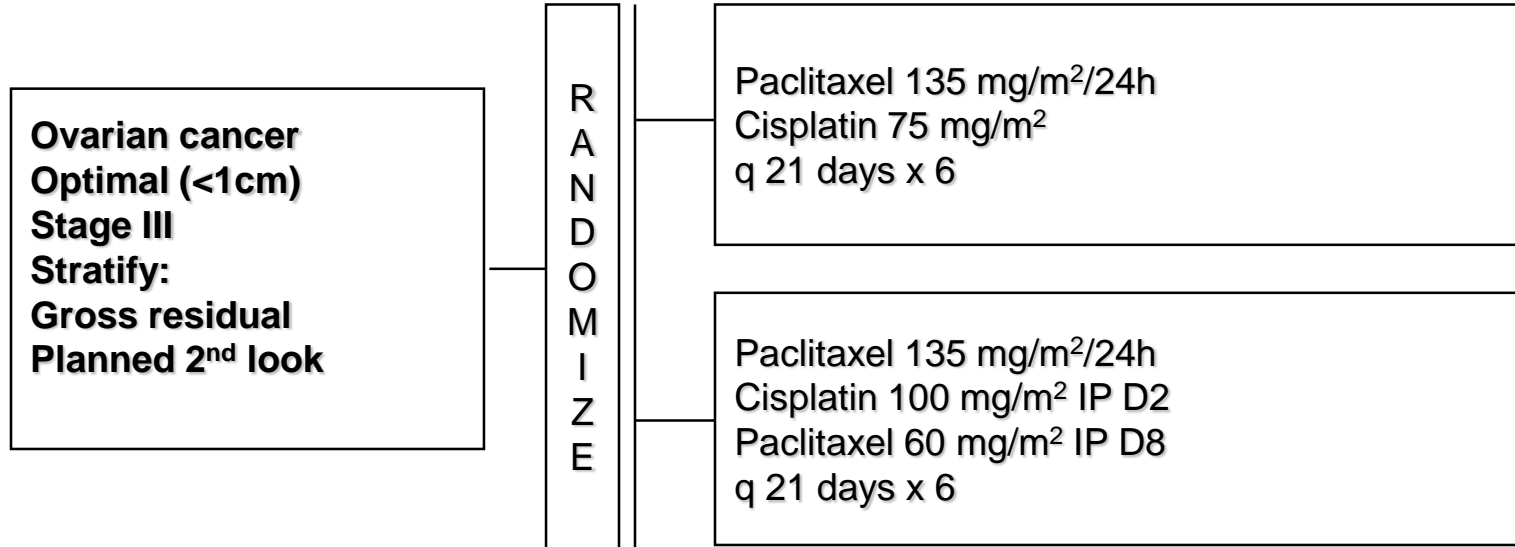 Ovarian cancer
Optimal (<1cm)
Stage III
Stratify:
Gross residual
Planned 2nd look
R
A
N
D
O
M
I
Z
E
Paclitaxel 135 mg/m²/24h
Cisplatin 75 mg/m²
q 21 days x 6
Paclitaxel 135 mg/m²/24h
Cisplatin 100 mg/m² IP D2
Paclitaxel 60 mg/m² IP D8
q 21 days x 6